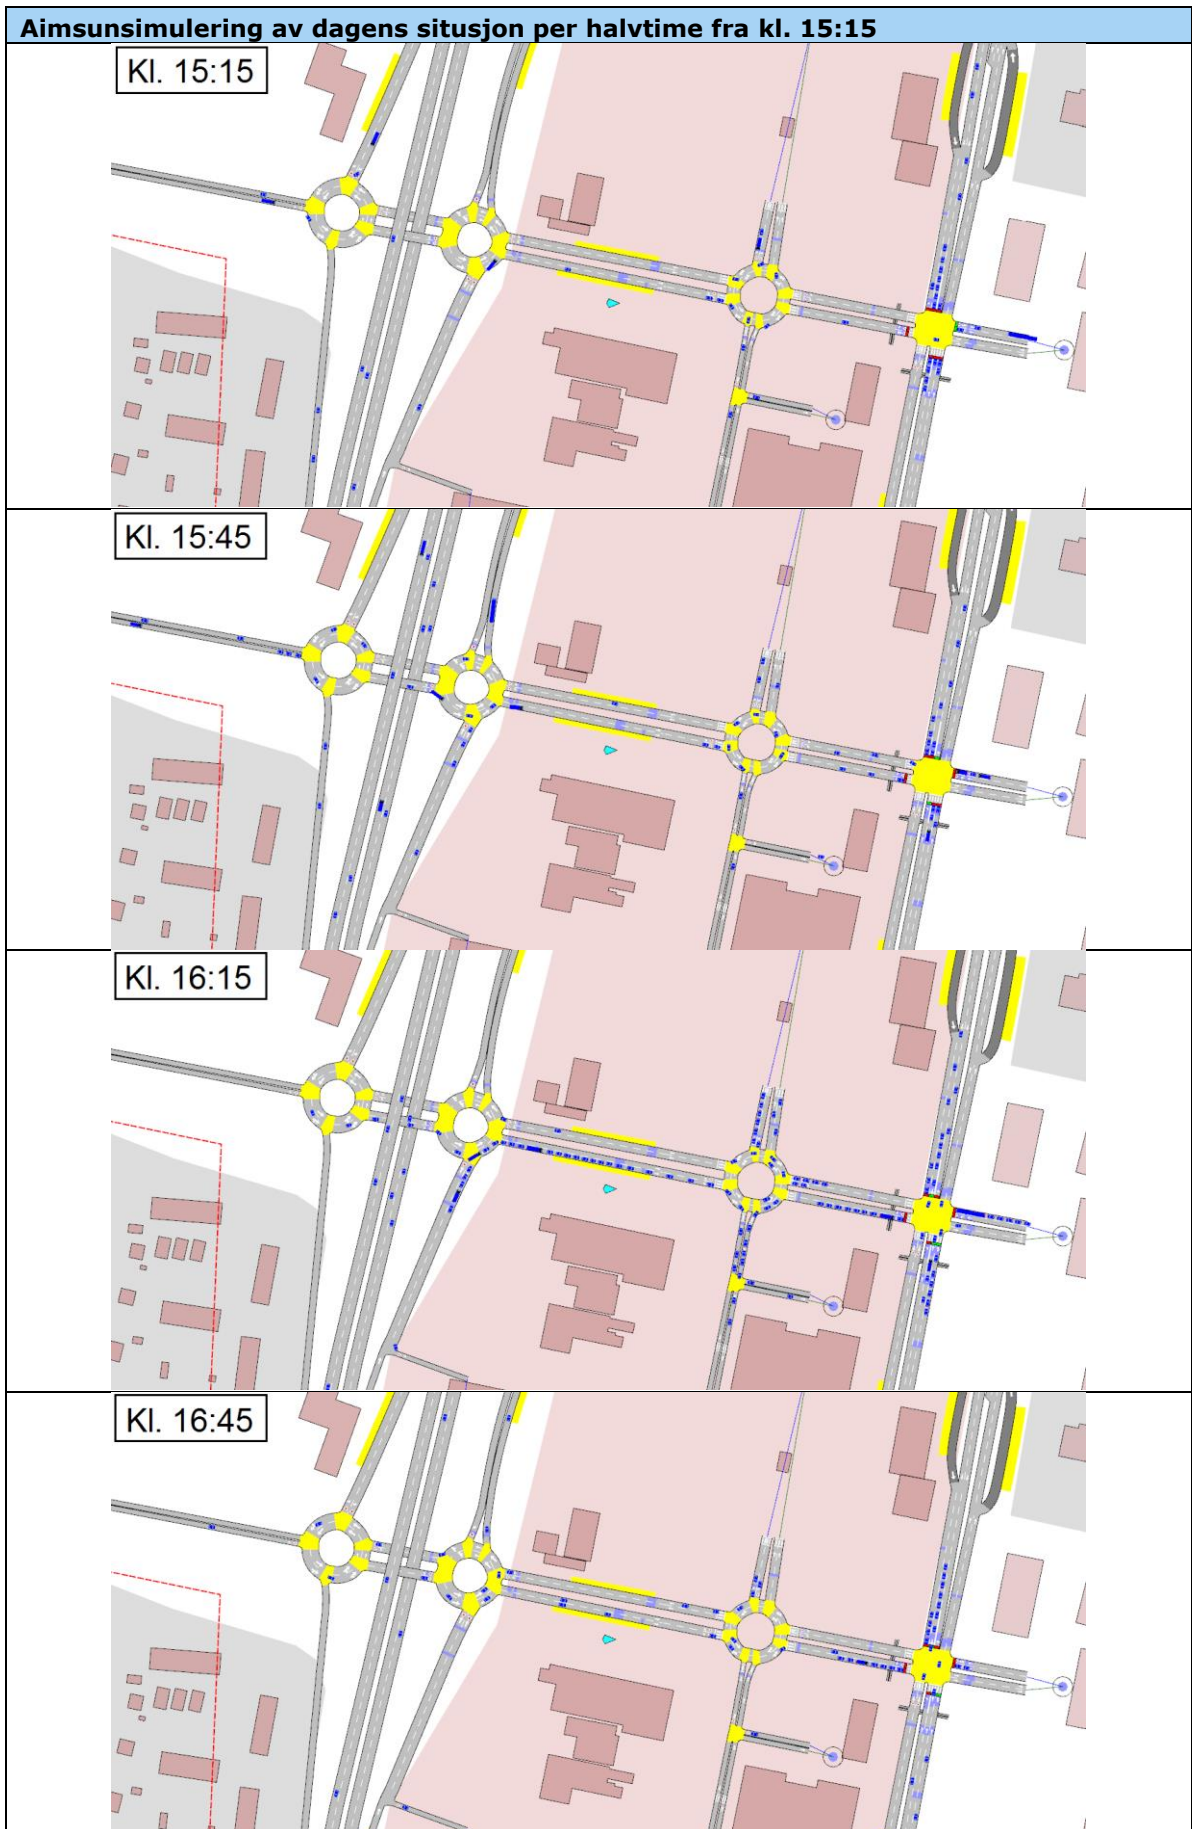 Aimsunsimulering av dagens situsjon per halvtime fra kl. 15:15
Kl. 15:15
Kl. 15:45
Kl. 16:15
Kl. 16:45